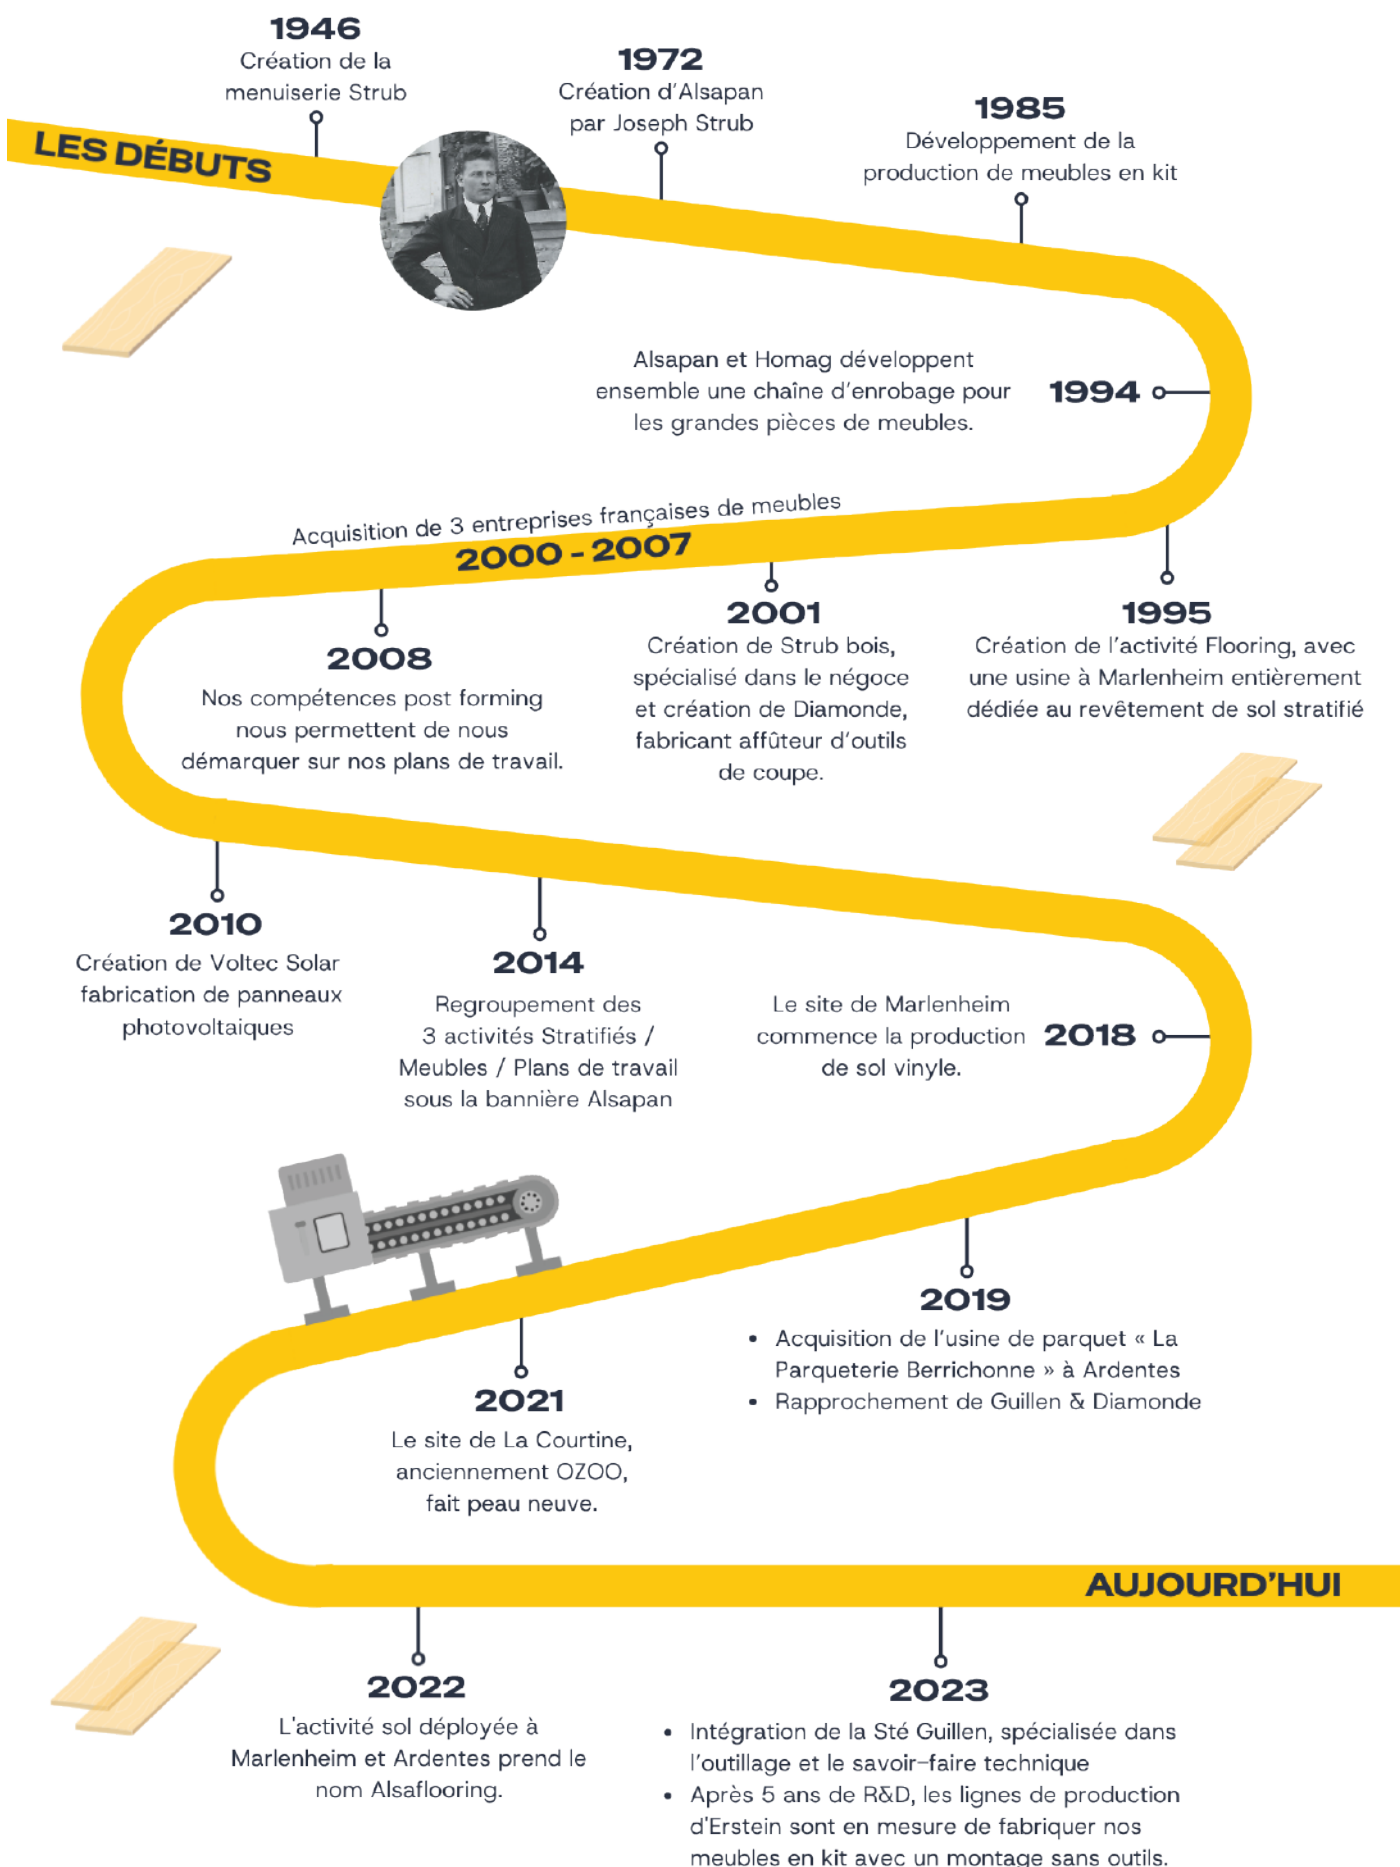 1946
Création de la
menuiserie Strub
1972
Création d'Alsapan
par Joseph Strub
1985
Développement de la
production de meubles en kit
LES DÉBUTS
Alsapan et Homag développent
ensemble une chaîne d'enrobage pour
les grandes pièces de meubles.
1994
Acquisition de 3 entreprises françaises de meubles
2000 - 2007
1995
Création de l'activité Flooring, avec
une usine à Marlenheim entièrement
dédiée au revêtement de sol stratifié
2001
Création de Strub bois,
spécialisé dans le négoce
et création de Diamonde,
fabricant affûteur d'outils
de coupe.
2008
Nos compétences post forming
nous permettent de nous
démarquer sur nos plans de travail.
2010
Création de Voltec Solar
fabrication de panneaux
photovoltaiques
2014
Regroupement des
3 activités Stratifiés /
Meubles / Plans de travail
sous la bannière Alsapan
Le site de Marlenheim
commence la production
de sol vinyle.
2018
2019
• Acquisition de l'usine de parquet « La
Parqueterie Berrichonne » à Ardentes
• Rapprochement de Guillen & Diamonde
2021
Le site de La Courtine,
anciennement OZOO,
fait peau neuve.
AUJOURD'HUI
2022
L'activité sol déployée à
Marlenheim et Ardentes prend le
nom Alsaflooring.
2023
• Intégration de la Sté Guillen, spécialisée dans
l'outillage et le savoir-faire technique
• Après 5 ans de R&D, les lignes de production
d'Erstein sont en mesure de fabriquer nos
meubles en kit avec un montage sans outils.